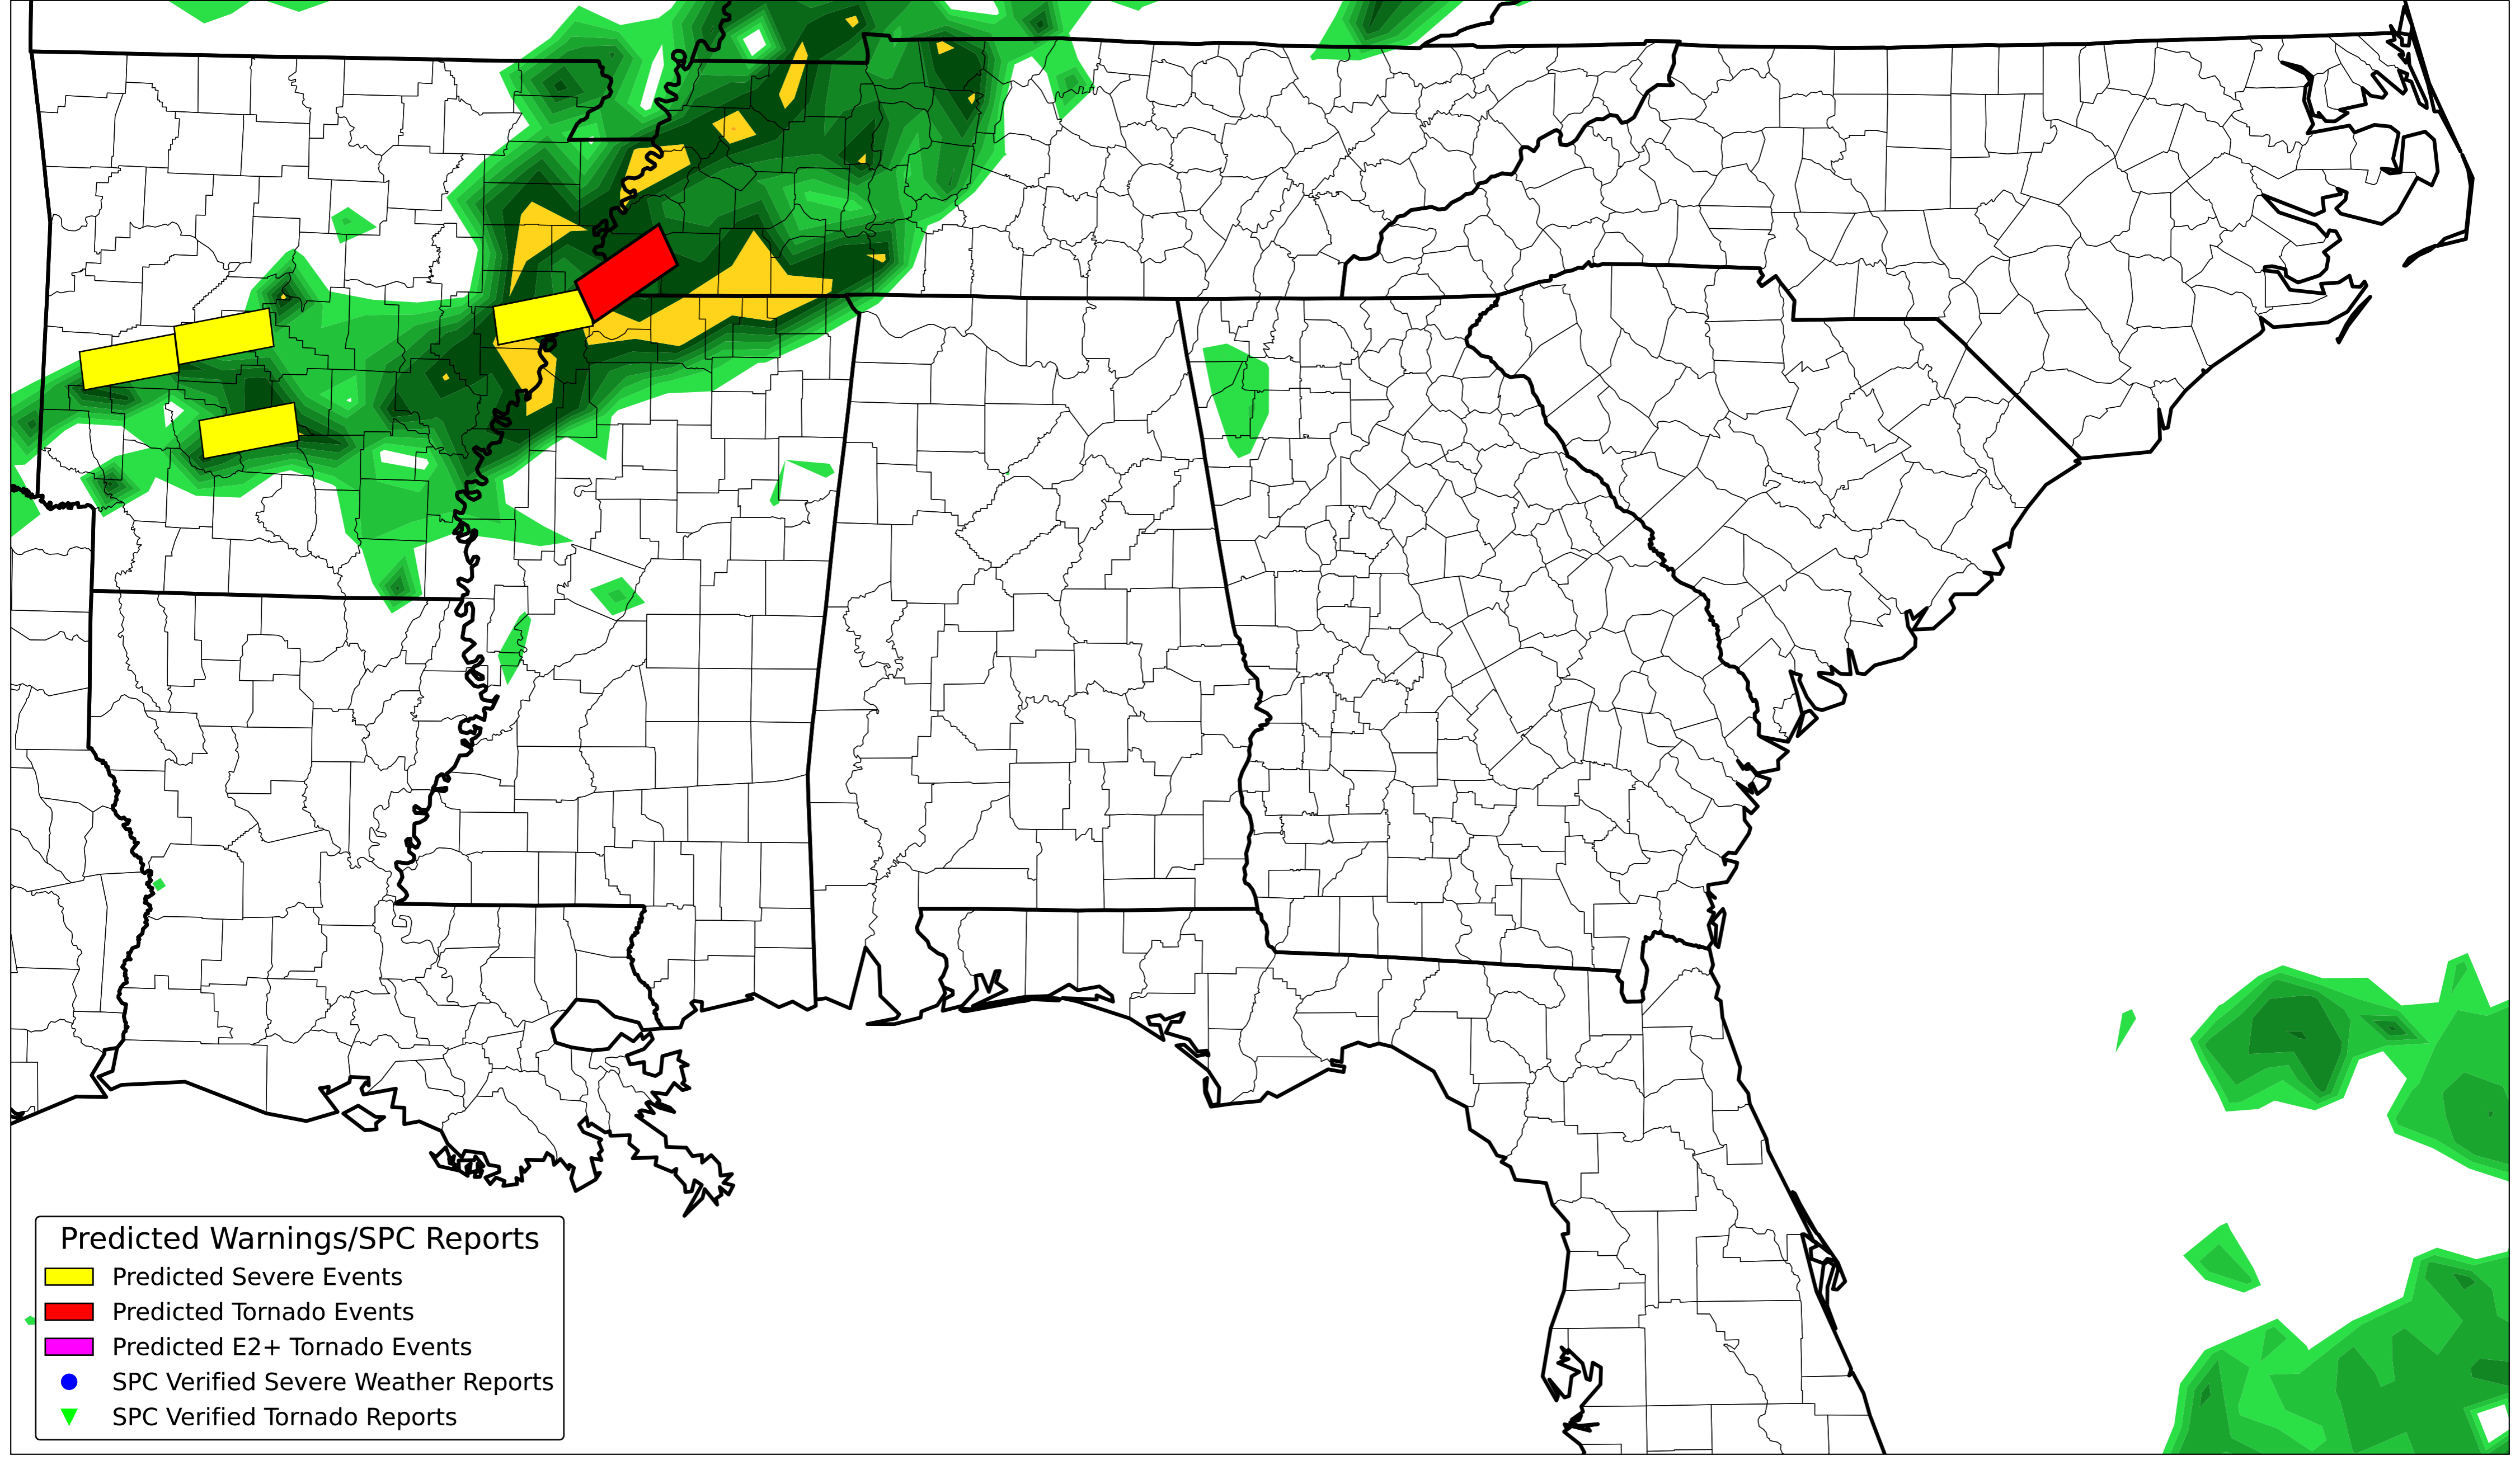 Predicted Warnings/SPC Reports
Predicted Severe Events
Predicted Tornado Events
Predicted E2+ Tornado Events
SPC Verified Severe Weather Reports
SPC Verified Tornado Reports